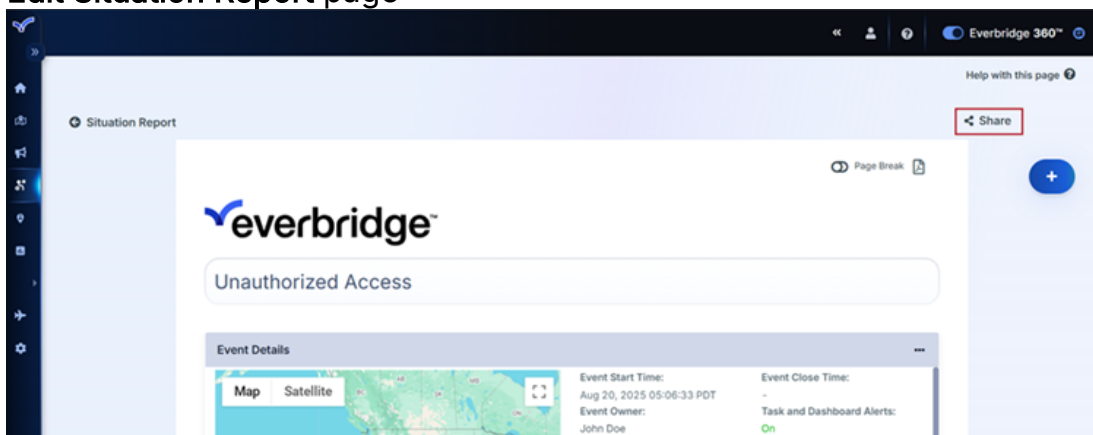 Edit Situation Report page
Everbridge 360™
Help with this page
Situation Report
Share
Page Break
everbridge™
Unauthorized Access
Event Details
Map Satellite
Event Start Time:
Aug 20, 2025 05:06:33 PDT
Event Owner:
John Doe
Event Close Time:
-
Task and Dashboard Alerts:
On